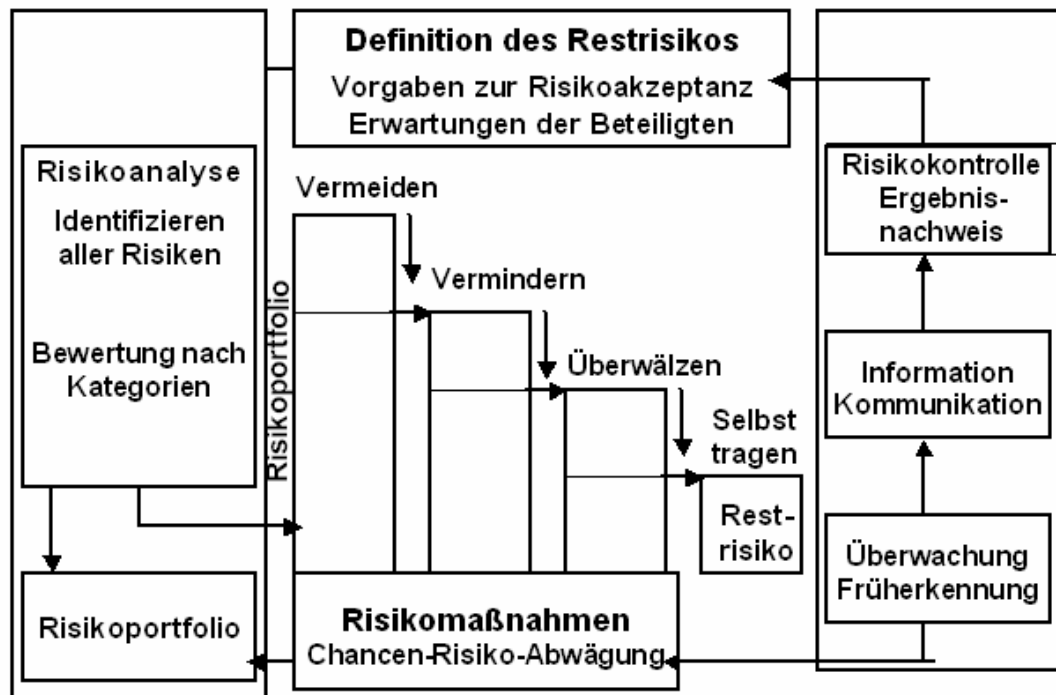 Definition des Restrisikos
Vorgaben zur Risikoakzeptanz
Erwartungen der Beteiligten
Risikoanalyse
Identifizieren
aller Risiken
Bewertung nach
Kategorien
Risikoportfolio
Risikoportfolio
Vermeiden
Vermindern
Überwälzen
Selbst
tragen
Rest-
risiko
Risikomaßnahmen
Chancen-Risiko-Abwägung
Risikokontrolle
Ergebnis-
nachweis
Information
Kommunikation
Überwachung
Früherkennung